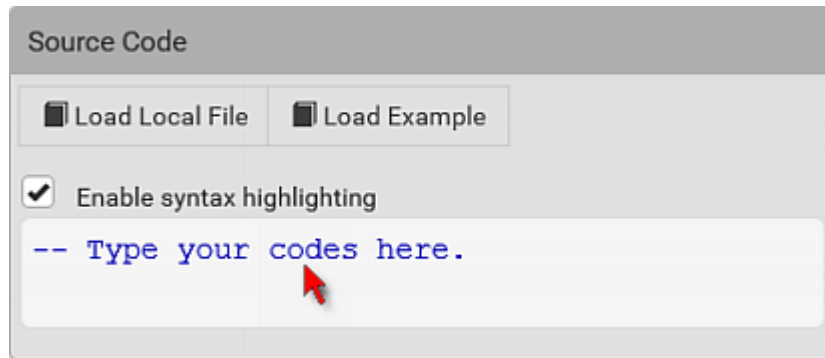 Source Code
Load Local File Load Example
Enable syntax highlighting
-- Type your codes here.